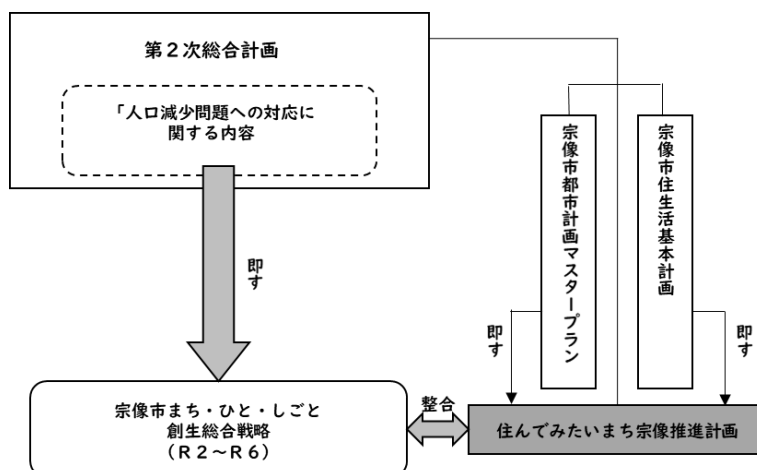 第２次総合計画
「人口減少問題への対応に
関する内容
即す
宗像市都市計画マスタープラン
宗像市住生活基本計画
即す
即す
宗像市まち・ひと・しごと
創生総合戦略
（Ｒ２～Ｒ６）
整合
住んでみたいまち宗像推進計画